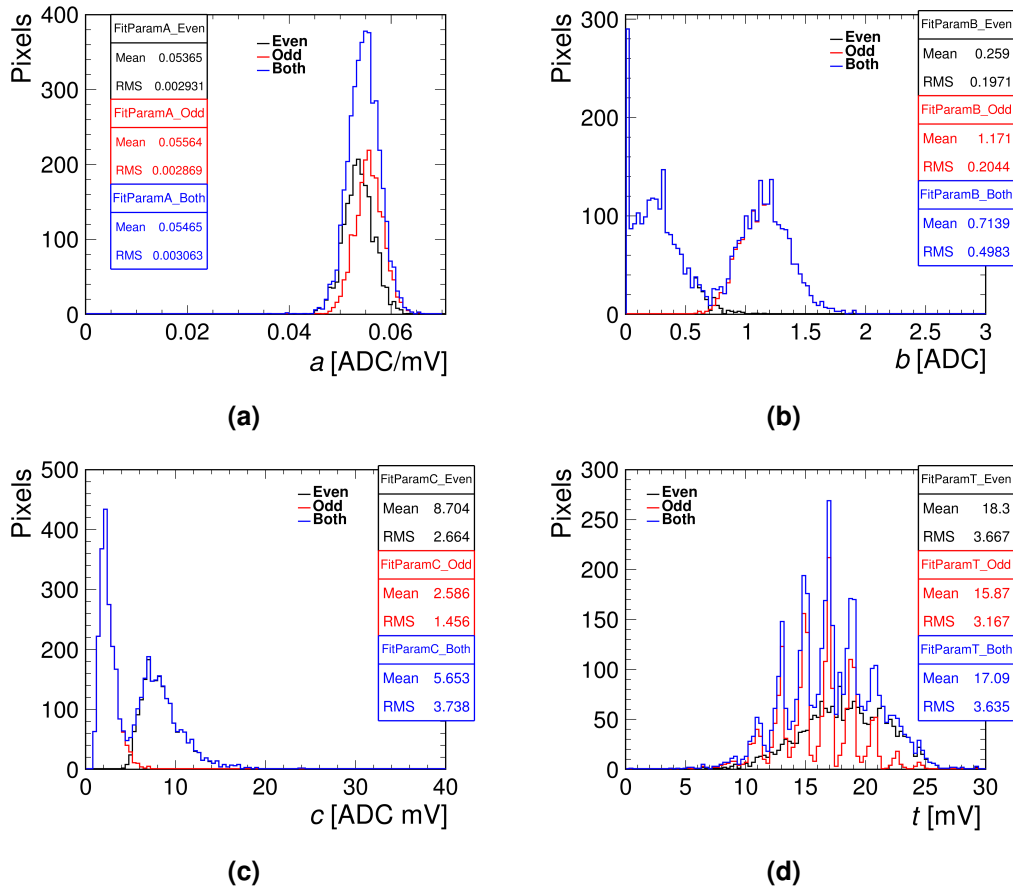 Pixels
400
300
200
100
0
0
0.02
0.04
0.06
a [ADC/mV]
FitParamA_Even
Mean 0.05365
RMS 0.002931
FitParamA_Odd
Mean 0.05564
RMS 0.002869
FitParamA_Both
Mean 0.05465
RMS 0.003063
Even
Odd
Both
(a)
Pixels
300
200
100
0
0
0.5
1
1.5
2
2.5
3
b [ADC]
Even
Odd
Both
FitParamB_Even
Mean 0.259
RMS 0.1971
FitParamB_Odd
Mean 1.171
RMS 0.2044
FitParamB_Both
Mean 0.7139
RMS 0.4983
(b)
Pixels
500
400
300
200
100
0
0
10
20
30
40
c [ADC mV]
Even
Odd
Both
FitParamC_Even
Mean 8.704
RMS 2.664
FitParamC_Odd
Mean 2.586
RMS 1.456
FitParamC_Both
Mean 5.653
RMS 3.738
(c)
Pixels
300
250
200
150
100
50
0
0
5
10
15
20
25
30
t [mV]
Even
Odd
Both
FitParamT_Even
Mean 18.3
RMS 3.667
FitParamT_Odd
Mean 15.87
RMS 3.167
FitParamT_Both
Mean 17.09
RMS 3.635
(d)